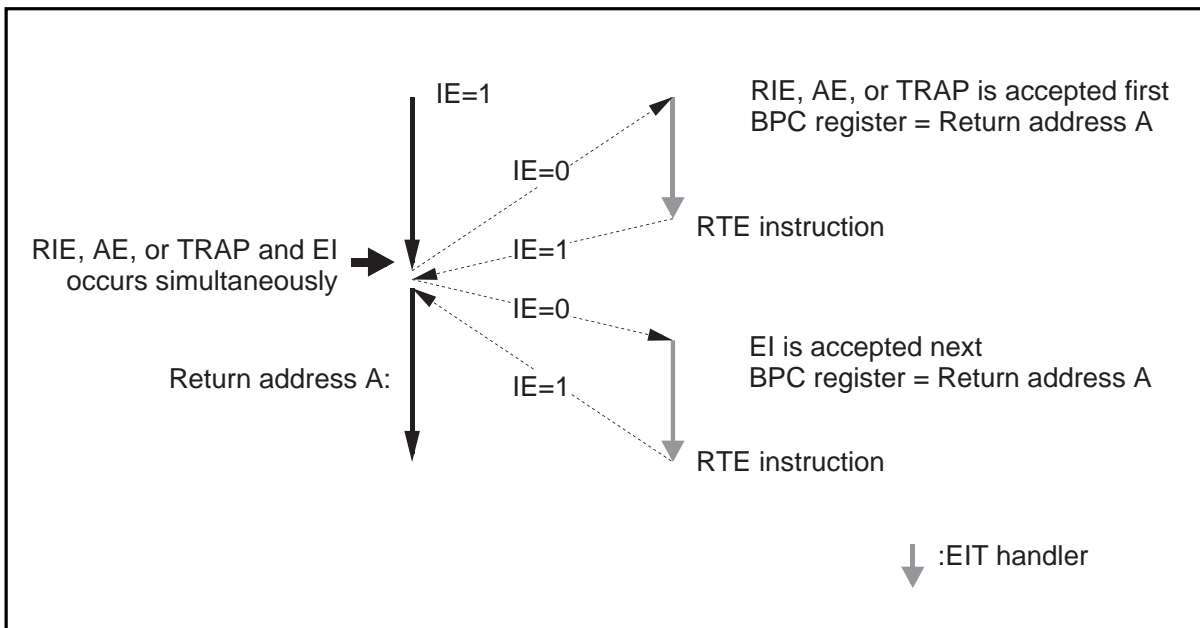 IE=1
RIE, AE, or TRAP is accepted first
BPC register = Return address A
IE=0
RTE instruction
RIE, AE, or TRAP and EI
occurs simultaneously
IE=1
IE=0
EI is accepted next
BPC register = Return address A
Return address A:
IE=1
RTE instruction
:EIT handler